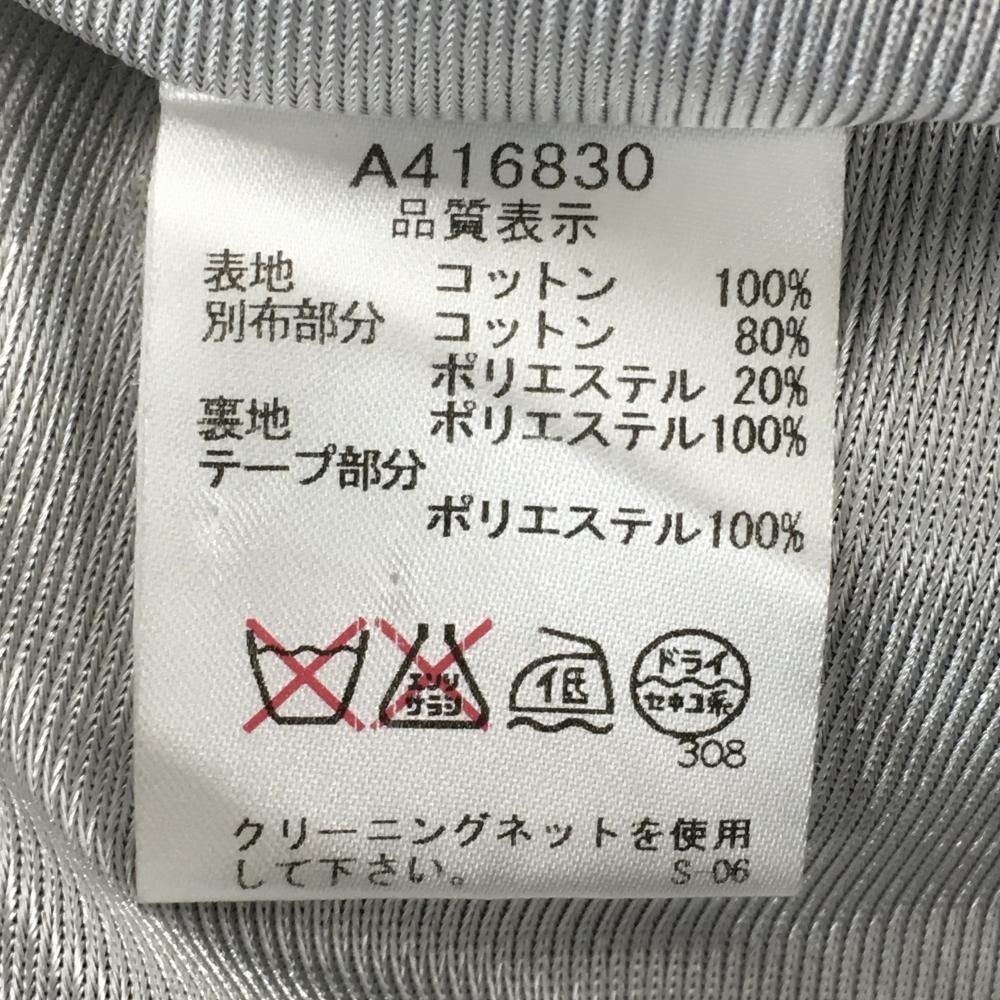 A416830
品質表示
表地 コットン 100%
別布部分 コットン 80%
ポリエステル 20%
裏地 ポリエステル100%
テープ部分
ポリエステル100%
エンソ
サラシ
低
ドライ
セキユ系
308
クリーニングネットを使用
して下さい。 S-06